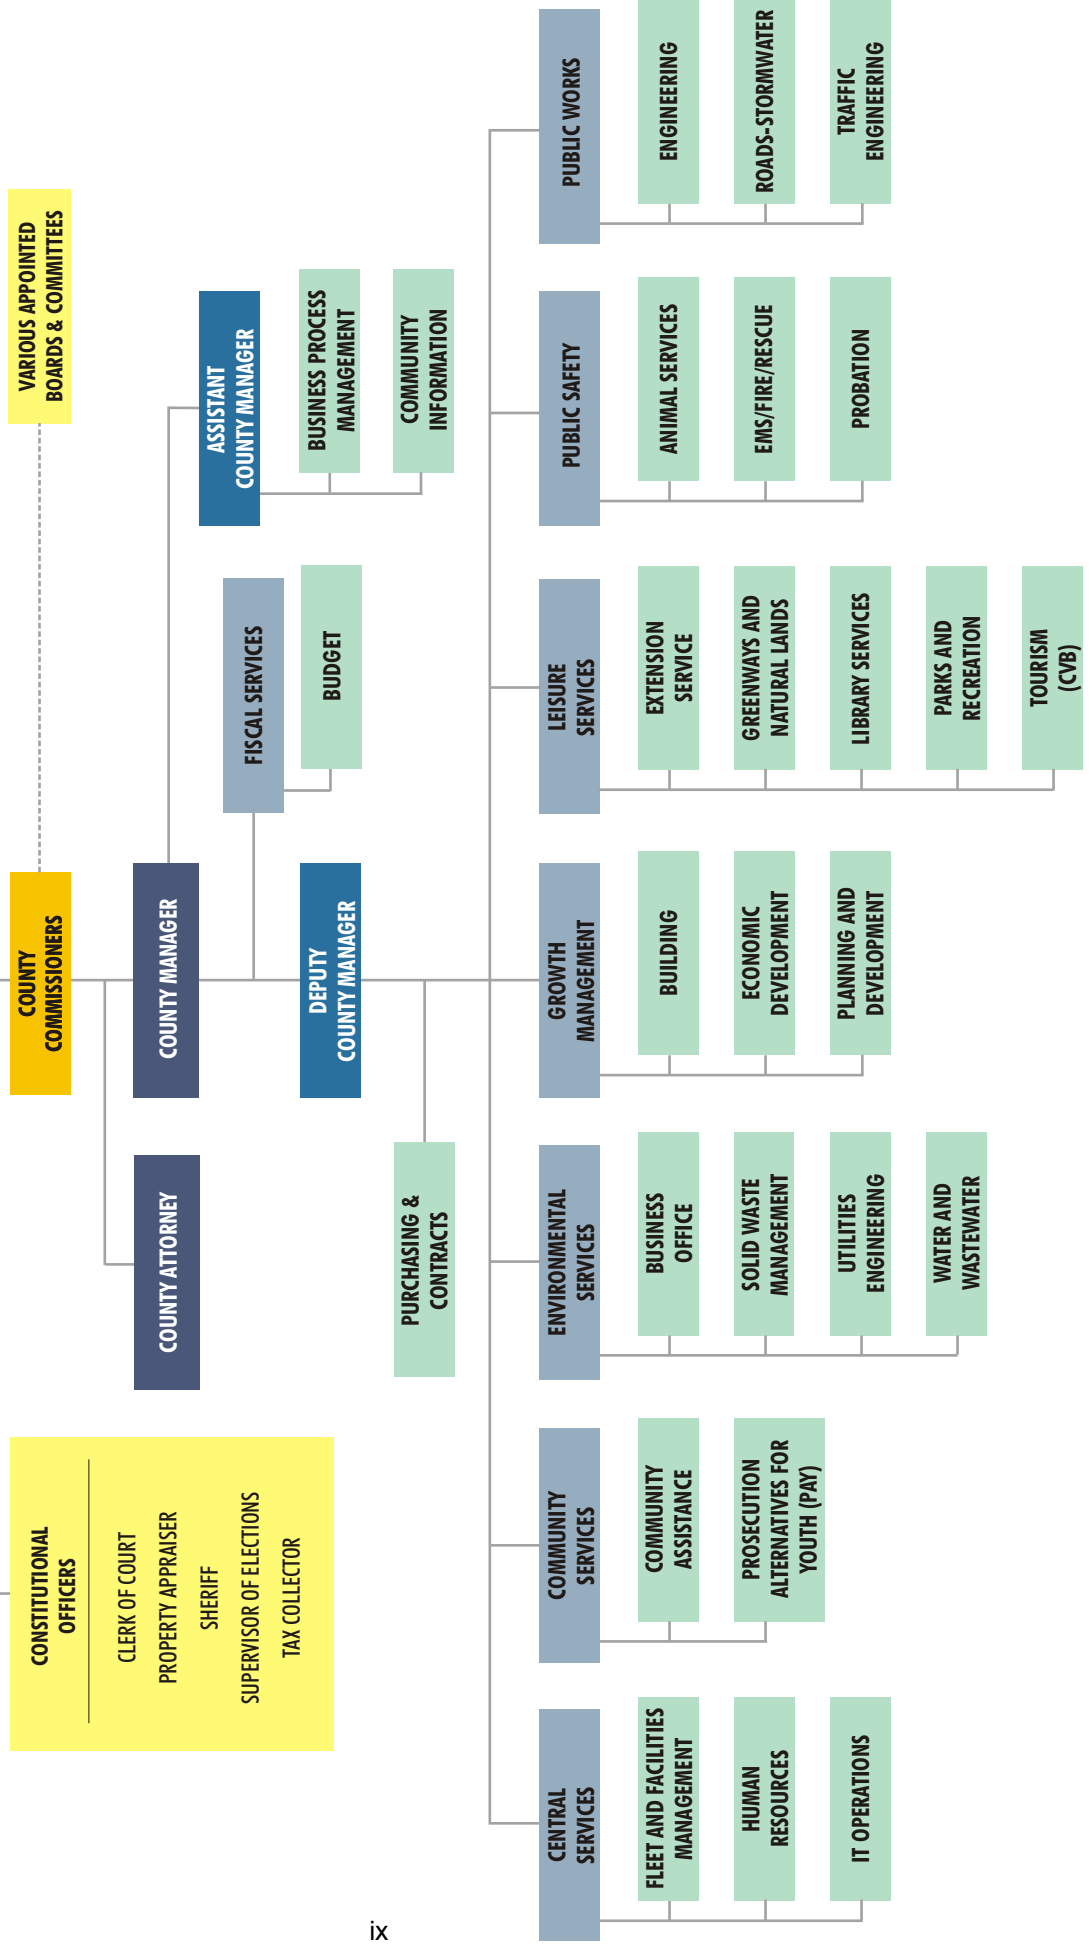 COUNTY
COMMISSIONERS
VARIOUS APPOINTED
BOARDS & COMMITTEES
CONSTITUTIONAL
OFFICERS
CLERK OF COURT
PROPERTY APPRAISER
SHERIFF
SUPERVISOR OF ELECTIONS
TAX COLLECTOR
COUNTY ATTORNEY
COUNTY MANAGER
ASSISTANT
COUNTY MANAGER
BUSINESS PROCESS
MANAGEMENT
COMMUNITY
INFORMATION
FISCAL SERVICES
BUDGET
DEPUTY
COUNTY MANAGER
PURCHASING &
CONTRACTS
CENTRAL
SERVICES
FLEET AND FACILITIES
MANAGEMENT
HUMAN
RESOURCES
IT OPERATIONS
COMMUNITY
SERVICES
COMMUNITY
ASSISTANCE
PROSECUTION
ALTERNATIVES FOR
YOUTH (PAY)
ENVIRONMENTAL
SERVICES
BUSINESS
OFFICE
SOLID WASTE
MANAGEMENT
UTILITIES
ENGINEERING
WATER AND
WASTEWATER
GROWTH
MANAGEMENT
BUILDING
ECONOMIC
DEVELOPMENT
PLANNING AND
DEVELOPMENT
LEISURE
SERVICES
EXTENSION
SERVICE
GREENWAYS AND
NATURAL LANDS
LIBRARY SERVICES
PARKS AND
RECREATION
TOURISM
(CVB)
PUBLIC SAFETY
ANIMAL SERVICES
EMS/FIRE/RESCUE
PROBATION
PUBLIC WORKS
ENGINEERING
ROADS-STORMWATER
TRAFFIC
ENGINEERING
ix